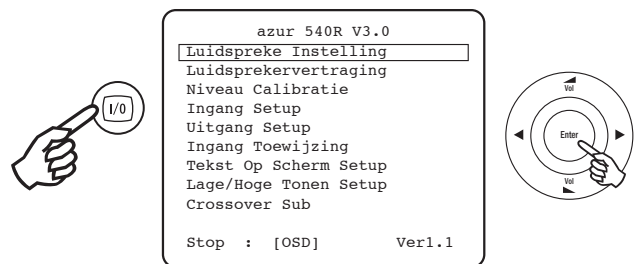 I/O
azur 540R V3.0
Luidspreke Instelling
Luidsprekervertraging
Niveau Calibratie
Ingang Setup
Uitgang Setup
Ingang Toewijzing
Tekst Op Scherm Setup
Lage/Hoge Tonen Setup
Crossover Sub
Stop : [OSD] Ver1.1
Vol
Enter
Vol